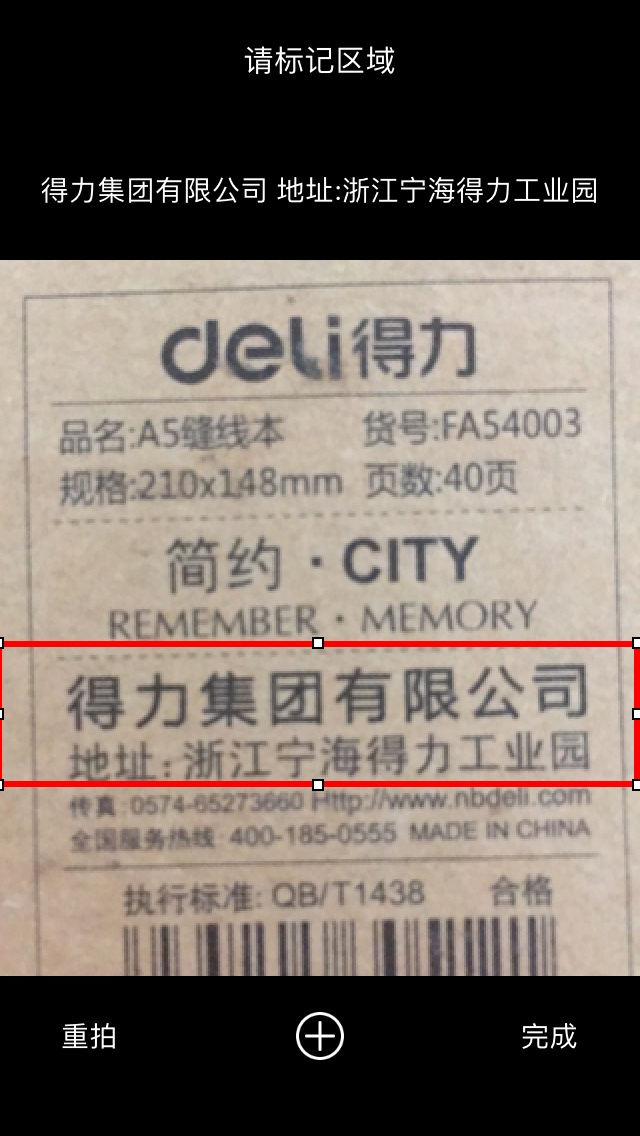 请标记区域
得力集团有限公司 地址:浙江宁海得力工业园
deli得力
品名:A5缝线本 货号:FA54003
规格:210x148mm 页数:40页
简约·CITY
REMEMBER·MEMORY
得力集团有限公司
地址:浙江宁海得力工业园
传真:0574-65273660 Http://www.nbdeli.com
全国服务热线:400-185-0555 MADE IN CHINA
执行标准:QB/T1438 合格
重拍 完成